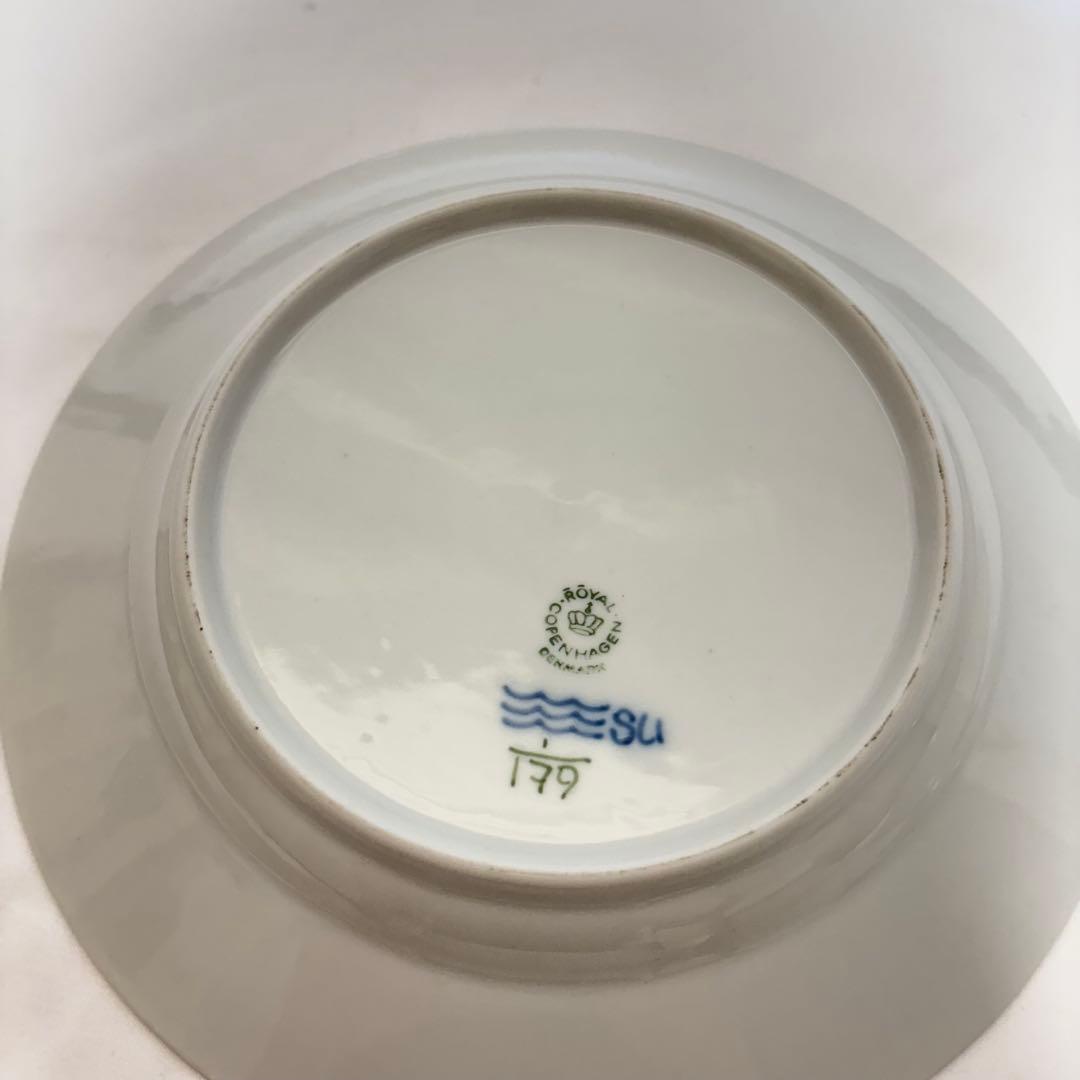 ROYAL COPENHAGEN
DENMARK
SU
1
179